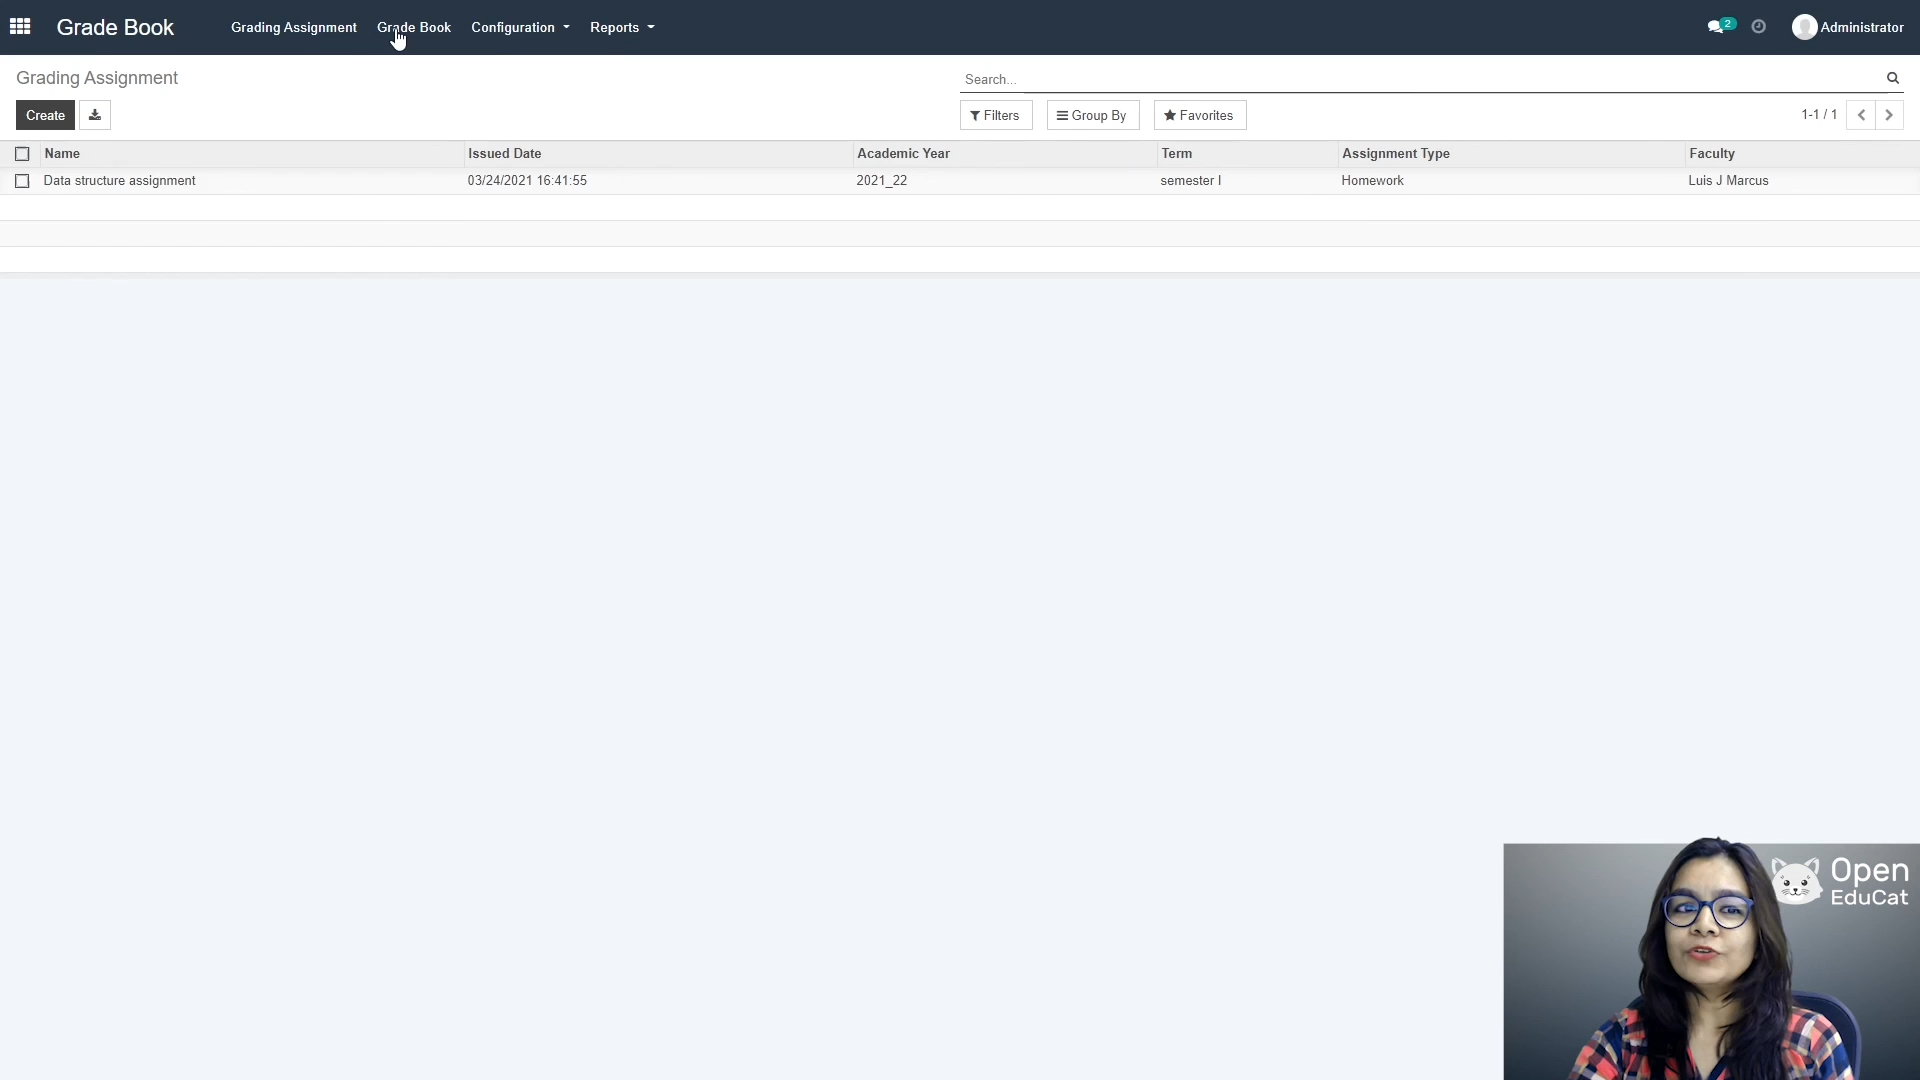 Grade Book Grading Assignment Grade Book Configuration Reports 2 Administrator
Grading Assignment Search...
Create Filters Group By Favorites 1-1 / 1
Name Issued Date Academic Year Term Assignment Type Faculty
Data structure assignment 03/24/2021 16:41:55 2021_22 semester I Homework Luis J Marcus
Open
EduCat